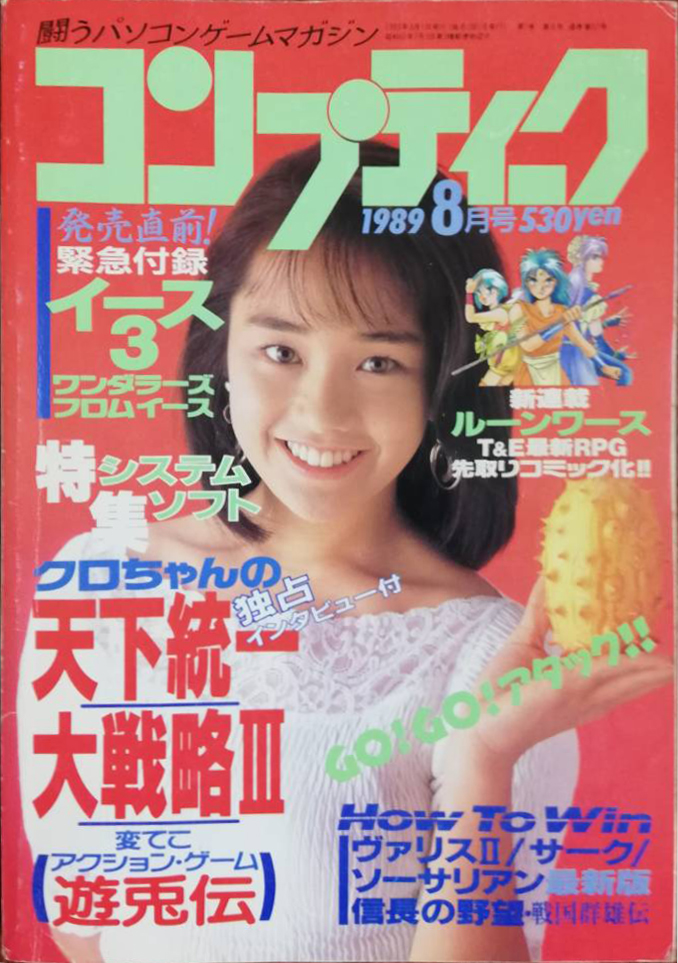 闘うパソコンゲームマガジン
コンプティーク
1989 8月号 530yen
発売直前!
緊急付録
イース
3
ワンダラーズ
フロムイース
新連載
ルーンワース
T&E最新RPG
先取りコミック化!!
特集
システム
ソフト
クロちゃんの
天下統一
独占
インタビュー付
大戦略III
GO!GO!アタック!!
変てこ
アクション・ゲーム
(遊兎伝)
How To Win
ヴァリスII/サーク/
ソーサリアン最新版
信長の野望・戦国群雄伝